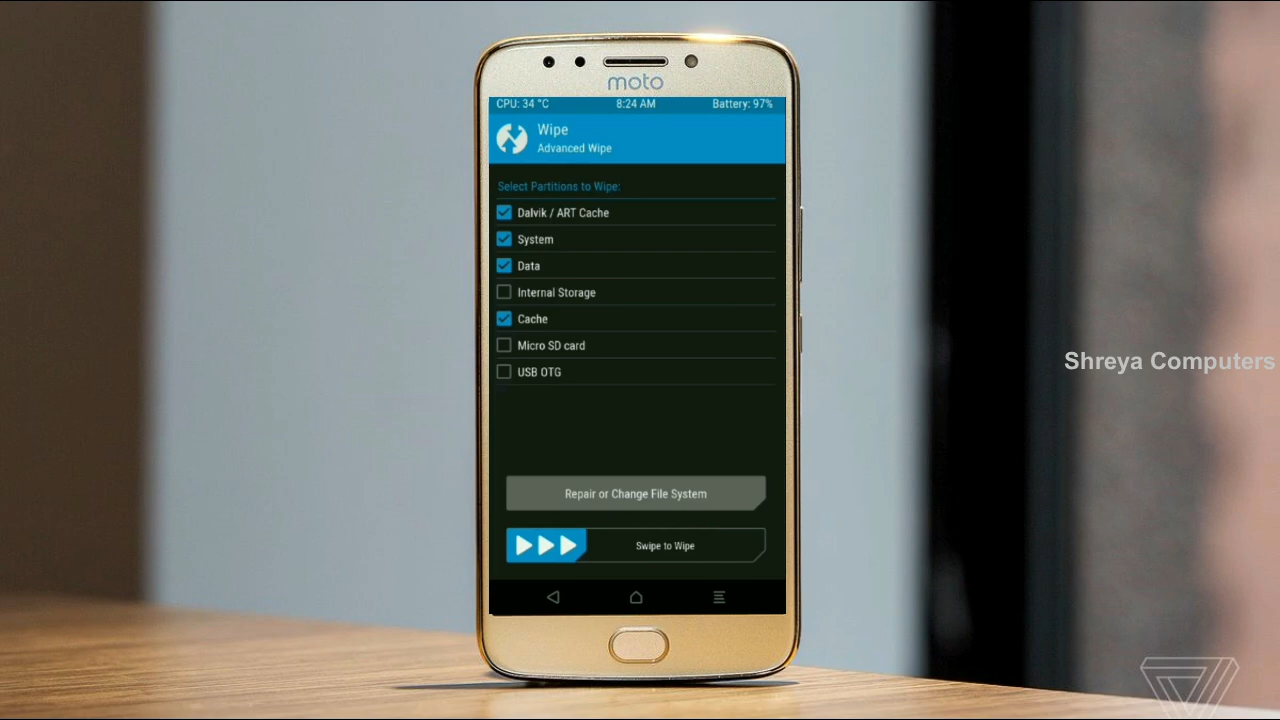 moto
CPU: 34 °C 8:24 AM Battery: 97%
Wipe
Advanced Wipe
Select Partitions to Wipe:
Dalvik / ART Cache
System
Data
Internal Storage
Cache
Micro SD card
USB OTG
Repair or Change File System
Swipe to Wipe
Shreya Computers